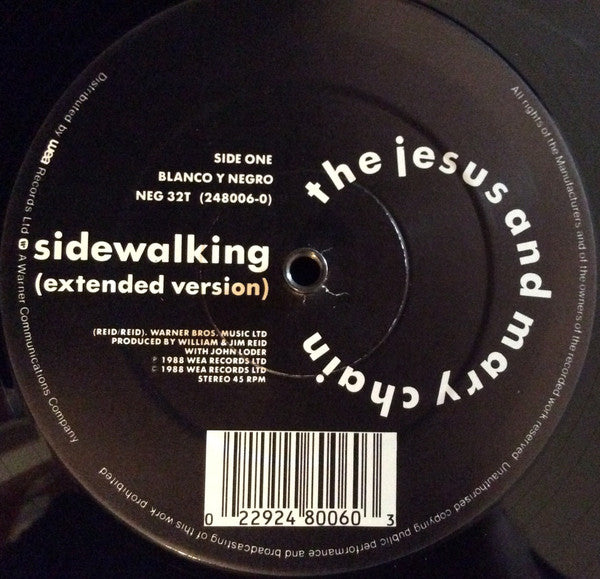 SIDE ONE
BLANCO Y NEGRO
NEG 32T (248006-0)
sidewalking
(extended version)
(REID/REID). WARNER BROS. MUSIC LTD
PRODUCED BY WILLIAM & JIM REID
WITH JOHN LODER
℗ 1988 WEA RECORDS LTD
© 1988 WEA RECORDS LTD
STEREO 45 RPM
the jesus and mary chain
0 22924 80060 3
All rights of the Manufacturers and of the owners of the recorded work reserved. Unauthorised copying public performance and broadcasting of this work prohibited
Distributed by wea Records Ltd. W A Warner Communications Company